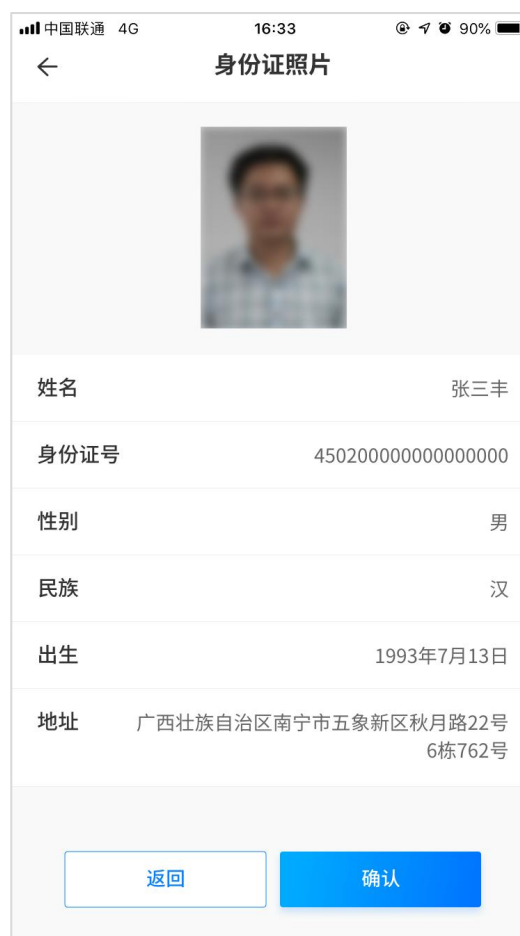 中国联通 4G 16:33 90%
身份证照片
姓名 张三丰
身份证号 450200000000000000
性别 男
民族 汉
出生 1993年7月13日
地址 广西壮族自治区南宁市五象新区秋月路22号
6栋762号
返回 确认